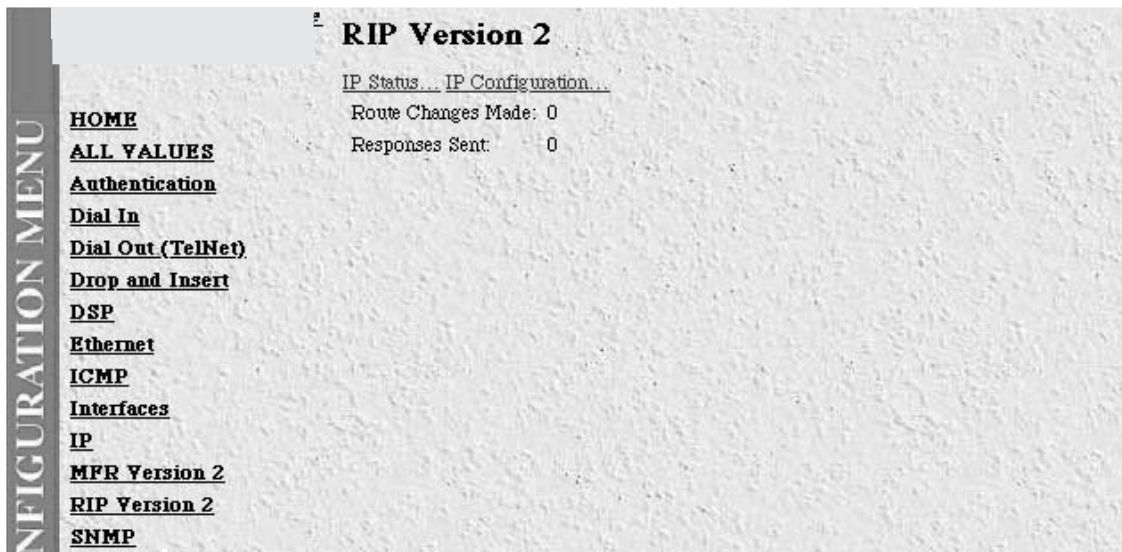 RIP Version 2
IP Status... IP Configuration...
Route Changes Made: 0
Responses Sent: 0
HOME
ALL VALUES
Authentication
Dial In
Dial Out (TelNet)
Drop and Insert
DSP
Ethernet
ICMP
Interfaces
IP
MFR Version 2
RIP Version 2
SNMP
NFIGURATION MENU